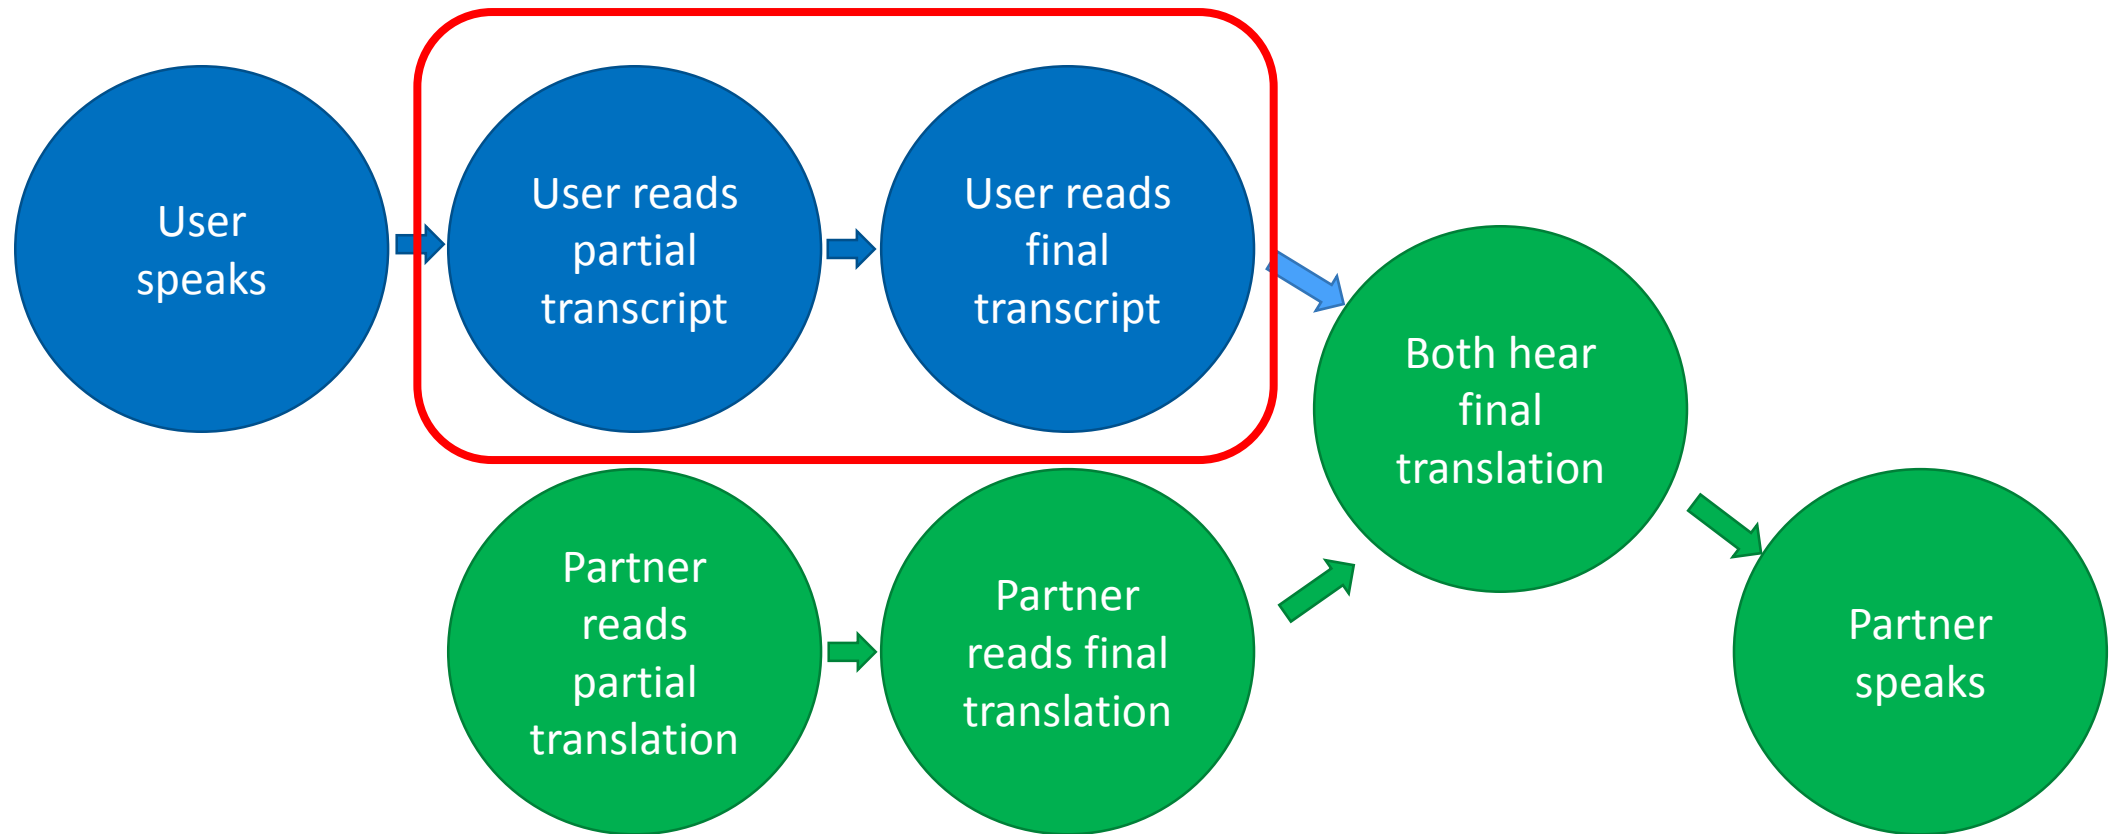 User
speaks
User reads
partial
transcript
User reads
final
transcript
Both hear
final
translation
Partner
reads
partial
translation
Partner
reads final
translation
Partner
speaks